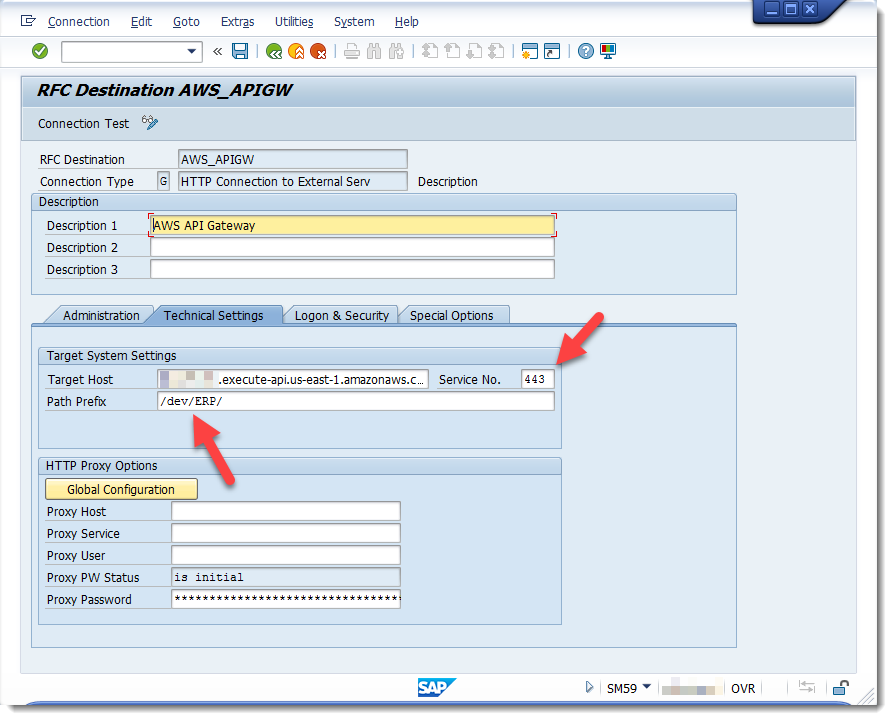 Connection Edit Goto Extras Utilities System Help
RFC Destination AWS_APIGW
Connection Test
RFC Destination AWS_APIGW
Connection Type G HTTP Connection to External Serv Description
Description
Description 1 AWS API Gateway
Description 2
Description 3
Administration Technical Settings Logon & Security Special Options
Target System Settings
Target Host .execute-api.us-east-1.amazonaws.c... Service No. 443
Path Prefix /dev/ERP/
HTTP Proxy Options
Global Configuration
Proxy Host
Proxy Service
Proxy User
Proxy PW Status is initial
Proxy Password *********************************
SAP SM59 OVR